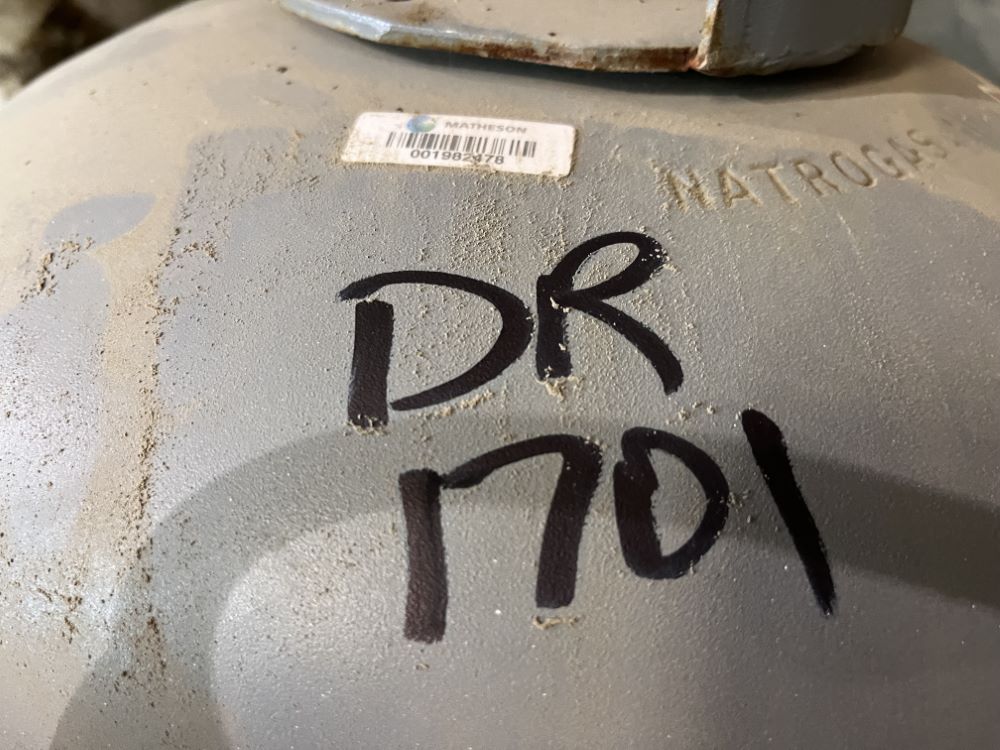 MATHESON
001982478
NATROGAS
DR
1701